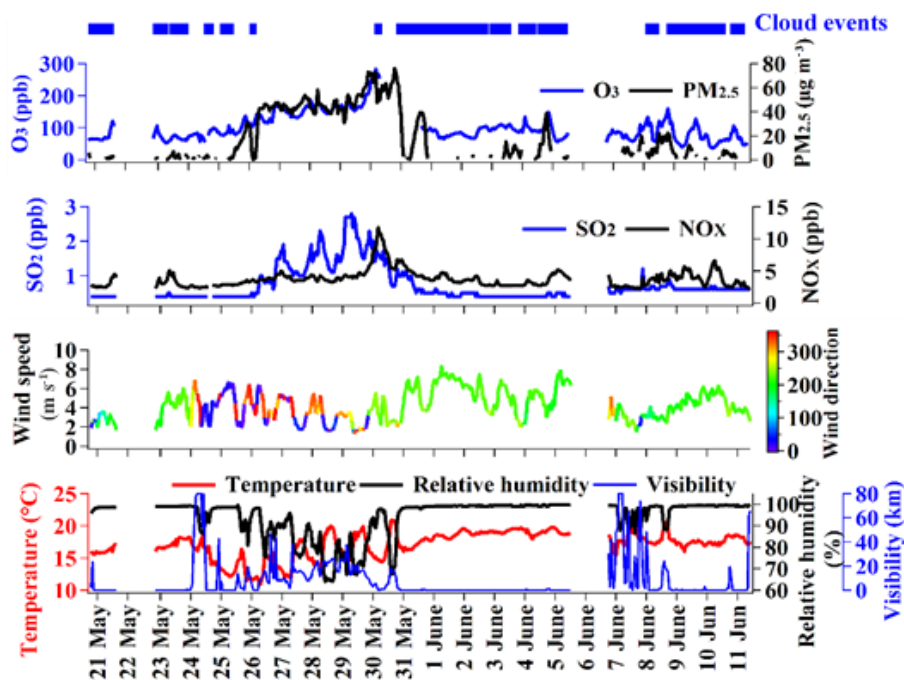 Cloud events
300
200
100
0
O3 (ppb)
O3 PM2.5
80
60
40
20
0
PM2.5 (μg m-3)
3
2
1
SO2 (ppb)
SO2 NOX
15
10
5
0
NOx (ppb)
10
8
6
4
2
0
Wind speed
(m s-1)
300
200
100
0
Wind direction
Temperature Relative humidity Visibility
25
20
15
10
Temperature (°C)
100
90
80
70
60
Relative humidity
(%)
80
60
40
20
0
Visibility (km)
21 May
22 May
23 May
24 May
25 May
26 May
27 May
28 May
29 May
30 May
31 May
1 June
2 June
3 June
4 June
5 June
6 June
7 June
8 Jun
9 Jun
10 Jun
11 Jun